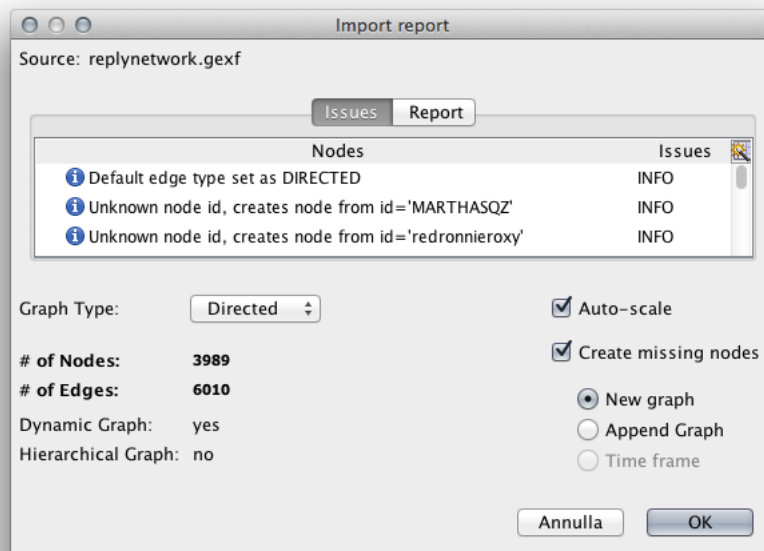 Import report
Source: replynetwork.gexf
Issues Report
Nodes Issues
Default edge type set as DIRECTED INFO
Unknown node id, creates node from id='MARTHASQZ' INFO
Unknown node id, creates node from id='redronnieroxy' INFO
Graph Type: Directed
Auto-scale
# of Nodes: 3989
Create missing nodes
# of Edges: 6010
New graph
Dynamic Graph: yes
Append Graph
Hierarchical Graph: no
Time frame
Annulla OK